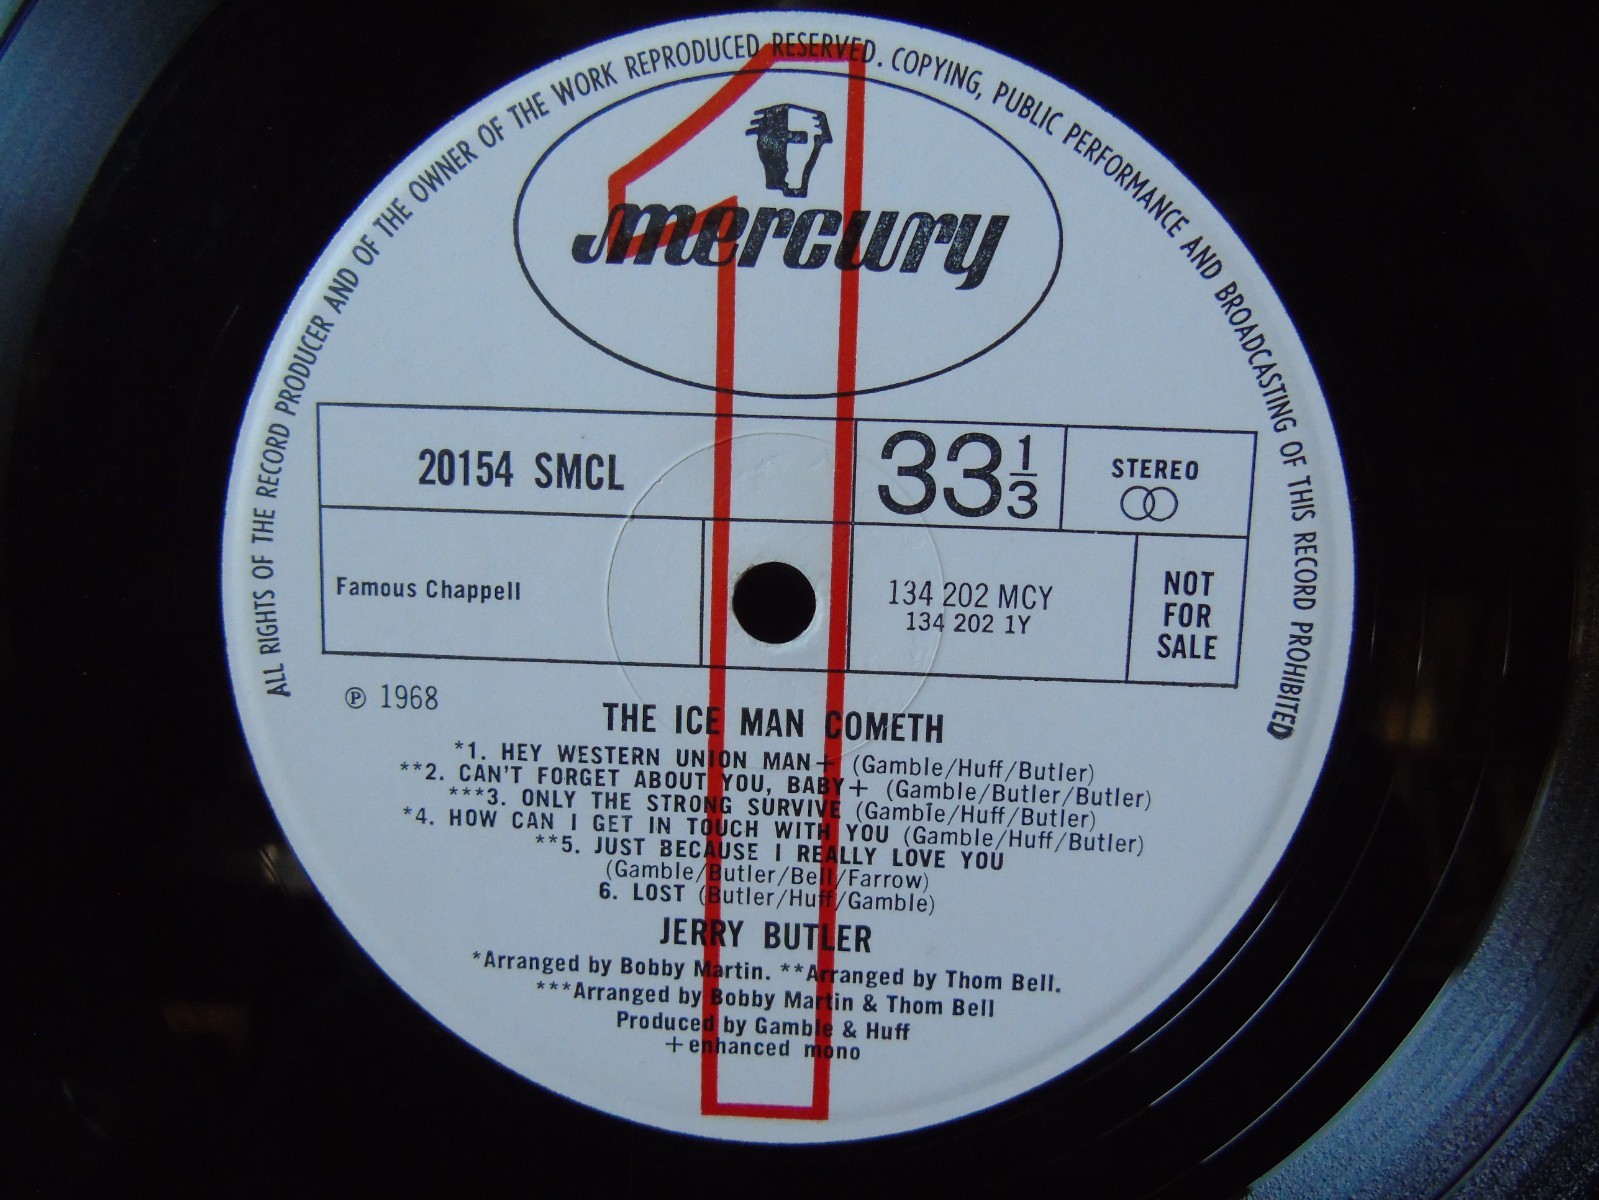 ALL RIGHTS OF THE RECORD PRODUCER AND OF THE OWNER OF THE WORK REPRODUCED RESERVED. COPYING, PUBLIC PERFORMANCE AND BROADCASTING OF THIS RECORD PROHIBITED
1
mercury
20154 SMCL
33 1/3
STEREO
Famous Chappell
134 202 MCY
134 202 1Y
NOT
FOR
SALE
℗ 1968
THE ICE MAN COMETH
*1. HEY WESTERN UNION MAN+ (Gamble/Huff/Butler)
**2. CAN'T FORGET ABOUT YOU, BABY+ (Gamble/Butler/Butler)
***3. ONLY THE STRONG SURVIVE (Gamble/Huff/Butler)
*4. HOW CAN I GET IN TOUCH WITH YOU (Gamble/Huff/Butler)
**5. JUST BECAUSE I REALLY LOVE YOU
(Gamble/Butler/Bell/Farrow)
6. LOST (Butler/Huff/Gamble)
JERRY BUTLER
*Arranged by Bobby Martin. **Arranged by Thom Bell.
***Arranged by Bobby Martin & Thom Bell
Produced by Gamble & Huff
+enhanced mono